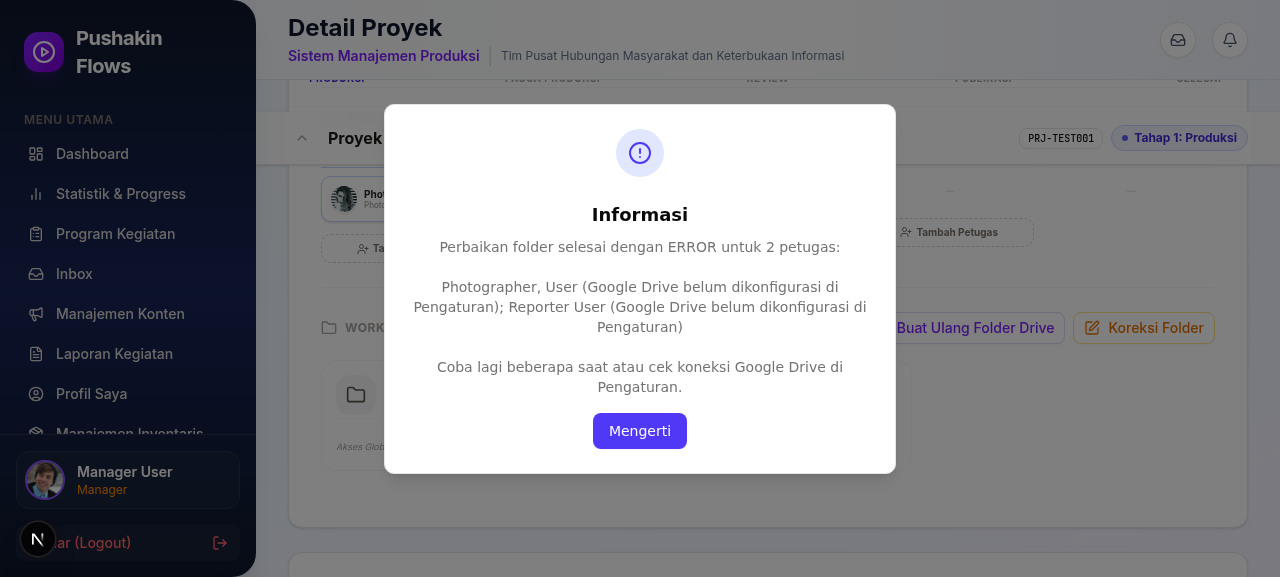 Pushakin
Flows
MENU UTAMA
Dashboard
Statistik & Progress
Program Kegiatan
Inbox
Manajemen Konten
Laporan Kegiatan
Profil Saya
Manajemen Inventaris
Manager User
Manager
(Logout)
Detail Proyek
Sistem Manajemen Produksi
Tim Pusat Hubungan Masyarakat dan Keterbukaan Informasi
Proyek
PRJ-TEST001
Tahap 1: Produksi
Tambah Petugas
WORK
Buat Ulang Folder Drive
Koreksi Folder
Informasi
Perbaikan folder selesai dengan ERROR untuk 2 petugas:
Photographer, User (Google Drive belum dikonfigurasi di
Pengaturan); Reporter User (Google Drive belum dikonfigurasi di
Pengaturan)
Coba lagi beberapa saat atau cek koneksi Google Drive di
Pengaturan.
Mengerti